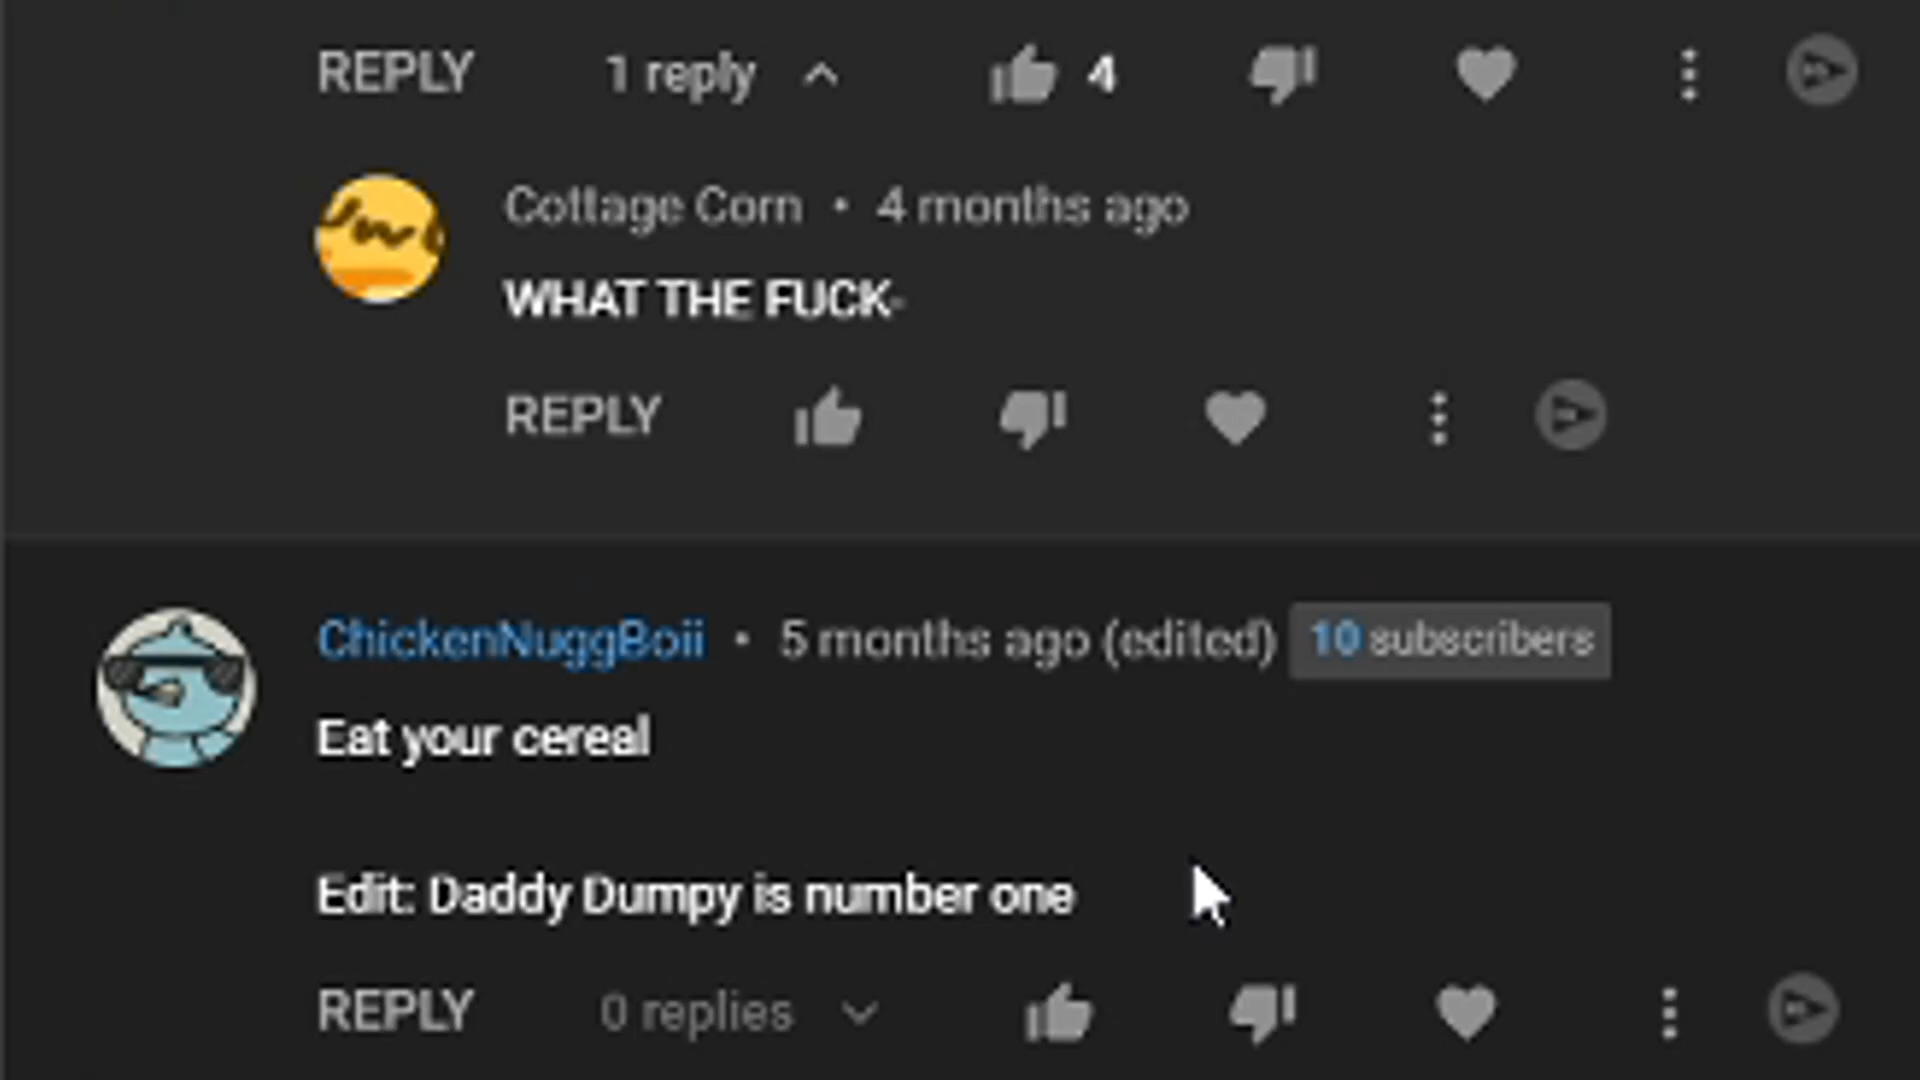 REPLY 1 reply 4
Cottage Corn • 4 months ago
WHAT THE FUCK-
REPLY
ChickenNuggBoii • 5 months ago (edited) 10 subscribers
Eat your cereal
Edit: Daddy Dumpy is number one
REPLY 0 replies